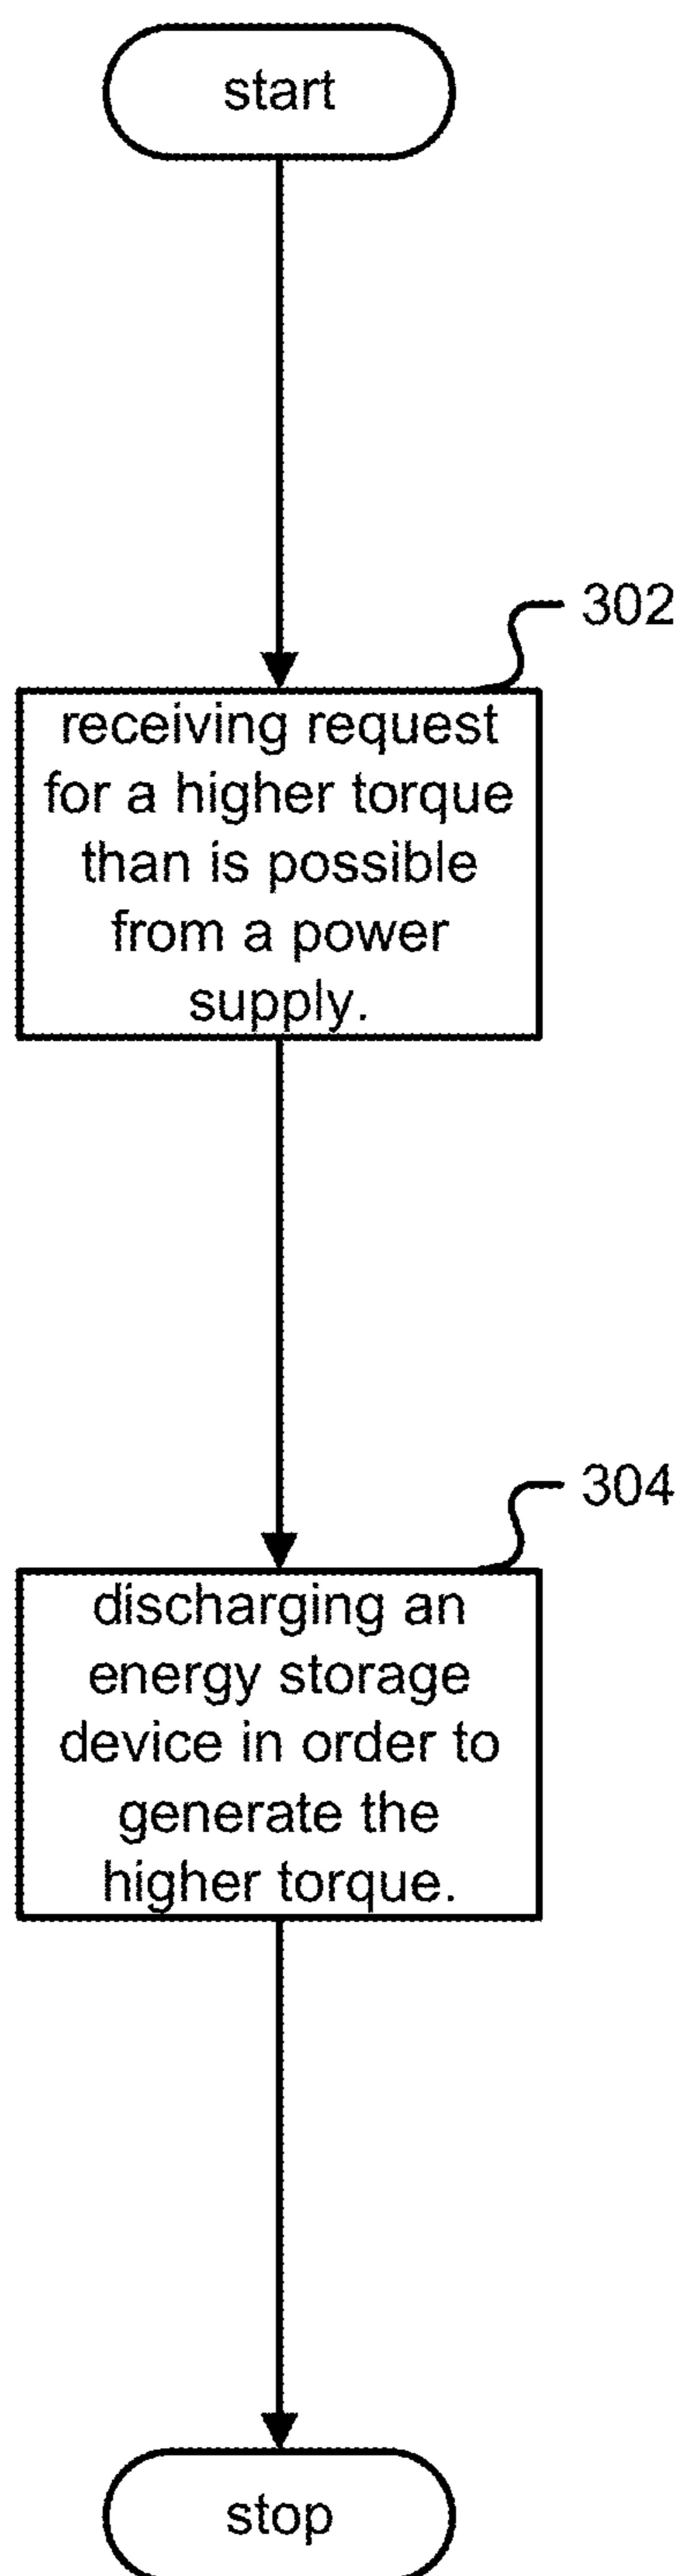 start
302
receiving request
for a higher torque
than is possible
from a power
supply.
304
discharging an
energy storage
device in order to
generate the
higher torque.
stop